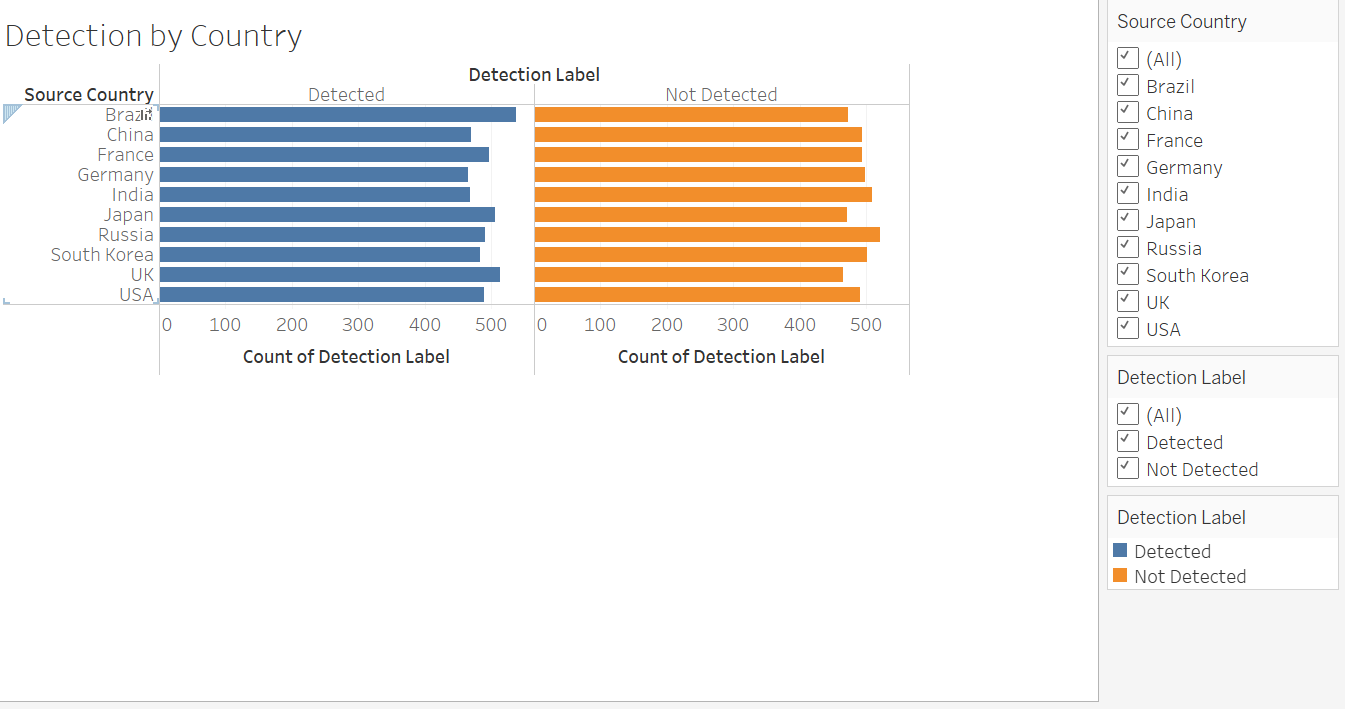 Detection by Country
Detection Label
Source Country Detected Not Detected
Brazil
China
France
Germany
India
Japan
Russia
South Korea
UK
USA
0 100 200 300 400 500 0 100 200 300 400 500
Count of Detection Label Count of Detection Label
Source Country
(All)
Brazil
China
France
Germany
India
Japan
Russia
South Korea
UK
USA
Detection Label
(All)
Detected
Not Detected
Detection Label
Detected
Not Detected